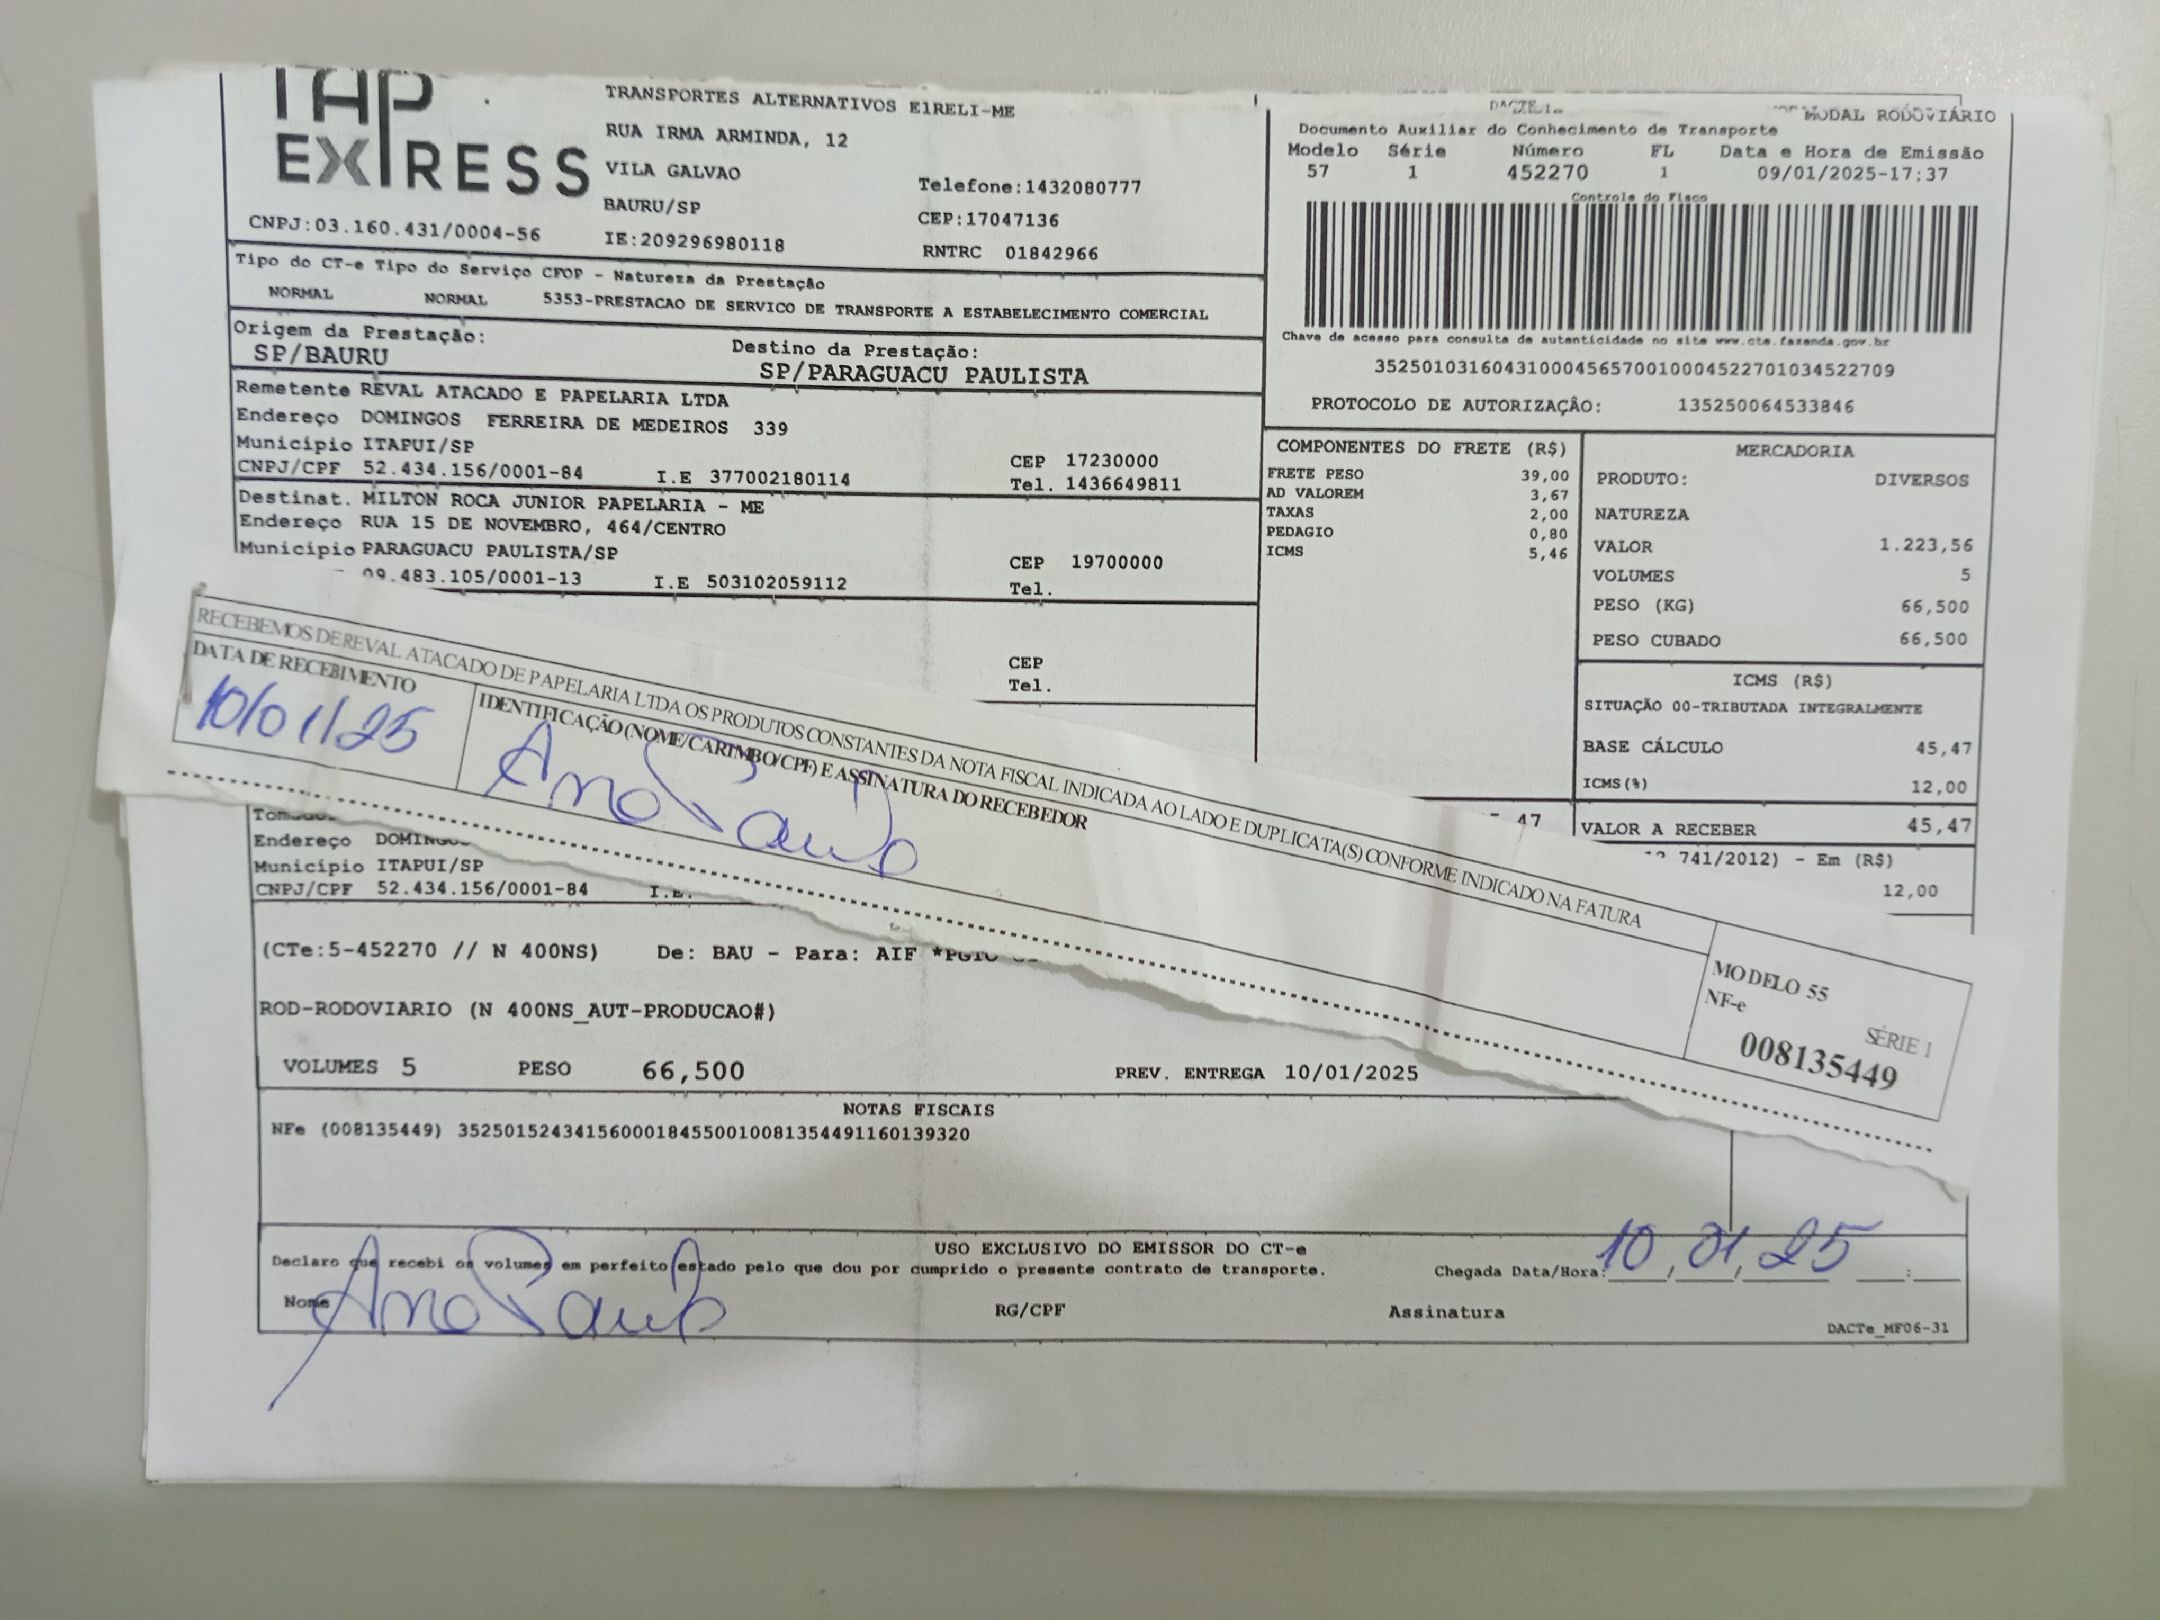 TAP
EXPRESS
CNPJ:03.160.431/0004-56
TRANSPORTES ALTERNATIVOS E1RELI-ME
RUA IRMA ARMINDA, 12
VILA GALVAO
BAURU/SP
IE:209296980118
Telefone:1432080777
CEP:17047136
RNTRC 01842966
MODAL RODOVIÁRIO
Documento Auxiliar do Conhecimento de Transporte
Modelo Série Número FL Data e Hora de Emissão
57 1 452270 1 09/01/2025-17:37
Controle do Fisco
Chave de acesso para consulta de autenticidade no site www.cte.fazenda.gov.br
35250103160431000456570010004522701034522709
PROTOCOLO DE AUTORIZAÇÂO: 135250064533846
Tipo do CT-e Tipo do Serviço CFOP - Natureza da Prestação
NORMAL NORMAL 5353-PRESTACAO DE SERVICO DE TRANSPORTE A ESTABELECIMENTO COMERCIAL
Origem da Prestação: Destino da Prestação:
SP/BAURU SP/PARAGUACU PAULISTA
Remetente REVAL ATACADO E PAPELARIA LTDA
Endereço DOMINGOS FERREIRA DE MEDEIROS 339
Município ITAPUI/SP CEP 17230000
CNPJ/CPF 52.434.156/0001-84 I.E 377002180114 Tel. 1436649811
Destinat. MILTON ROCA JUNIOR PAPELARIA - ME
Endereço RUA 15 DE NOVEMBRO, 464/CENTRO
Município PARAGUACU PAULISTA/SP CEP 19700000
09.483.105/0001-13 I.E 503102059112 Tel.
CEP
Tel.
COMPONENTES DO FRETE (R$)
FRETE PESO 39,00
AD VALOREM 3,67
TAXAS 2,00
PEDAGIO 0,80
ICMS 5,46
MERCADORIA
PRODUTO: DIVERSOS
NATUREZA
VALOR 1.223,56
VOLUMES 5
PESO (KG) 66,500
PESO CUBADO 66,500
ICMS (R$)
SITUAÇÃO 00-TRIBUTADA INTEGRALMENTE
BASE CÁLCULO 45,47
ICMS(%) 12,00
VALOR A RECEBER 45,47
741/2012) - Em (R$)
12,00
RECEBEMOS DE REVAL ATACADO DE PAPELARIA LTDA OS PRODUTOS CONSTANTES DA NOTA FISCAL INDICADA AO LADO E DUPLICATA(S) CONFORME INDICADO NA FATURA
DATA DE RECEBIMENTO
10/01/25
IDENTIFICAÇÃO (NOME/CARIMBO/CPF) E ASSINATURA DO RECEBEDOR
Ana Paula
MODELO 55
NF-e
SÉRIE 1
008135449
Endereço
Município ITAPUI/SP
CNPJ/CPF 52.434.156/0001-84 I.E.
(CTe:5-452270 // N 400NS) De: BAU - Para: AIF
ROD-RODOVIARIO (N 400NS_AUT-PRODUCAO#)
VOLUMES 5 PESO 66,500 PREV. ENTREGA 10/01/2025
NOTAS FISCAIS
NFe (008135449) 35250152434156000184550010081354491160139320
USO EXCLUSIVO DO EMISSOR DO CT-e
Declaro que recebi os volumes em perfeito estado pelo que dou por cumprido o presente contrato de transporte.
Chegada Data/Hora: 10,01,25 :
Nome Ana Paula RG/CPF Assinatura
DACTe_MF06-31